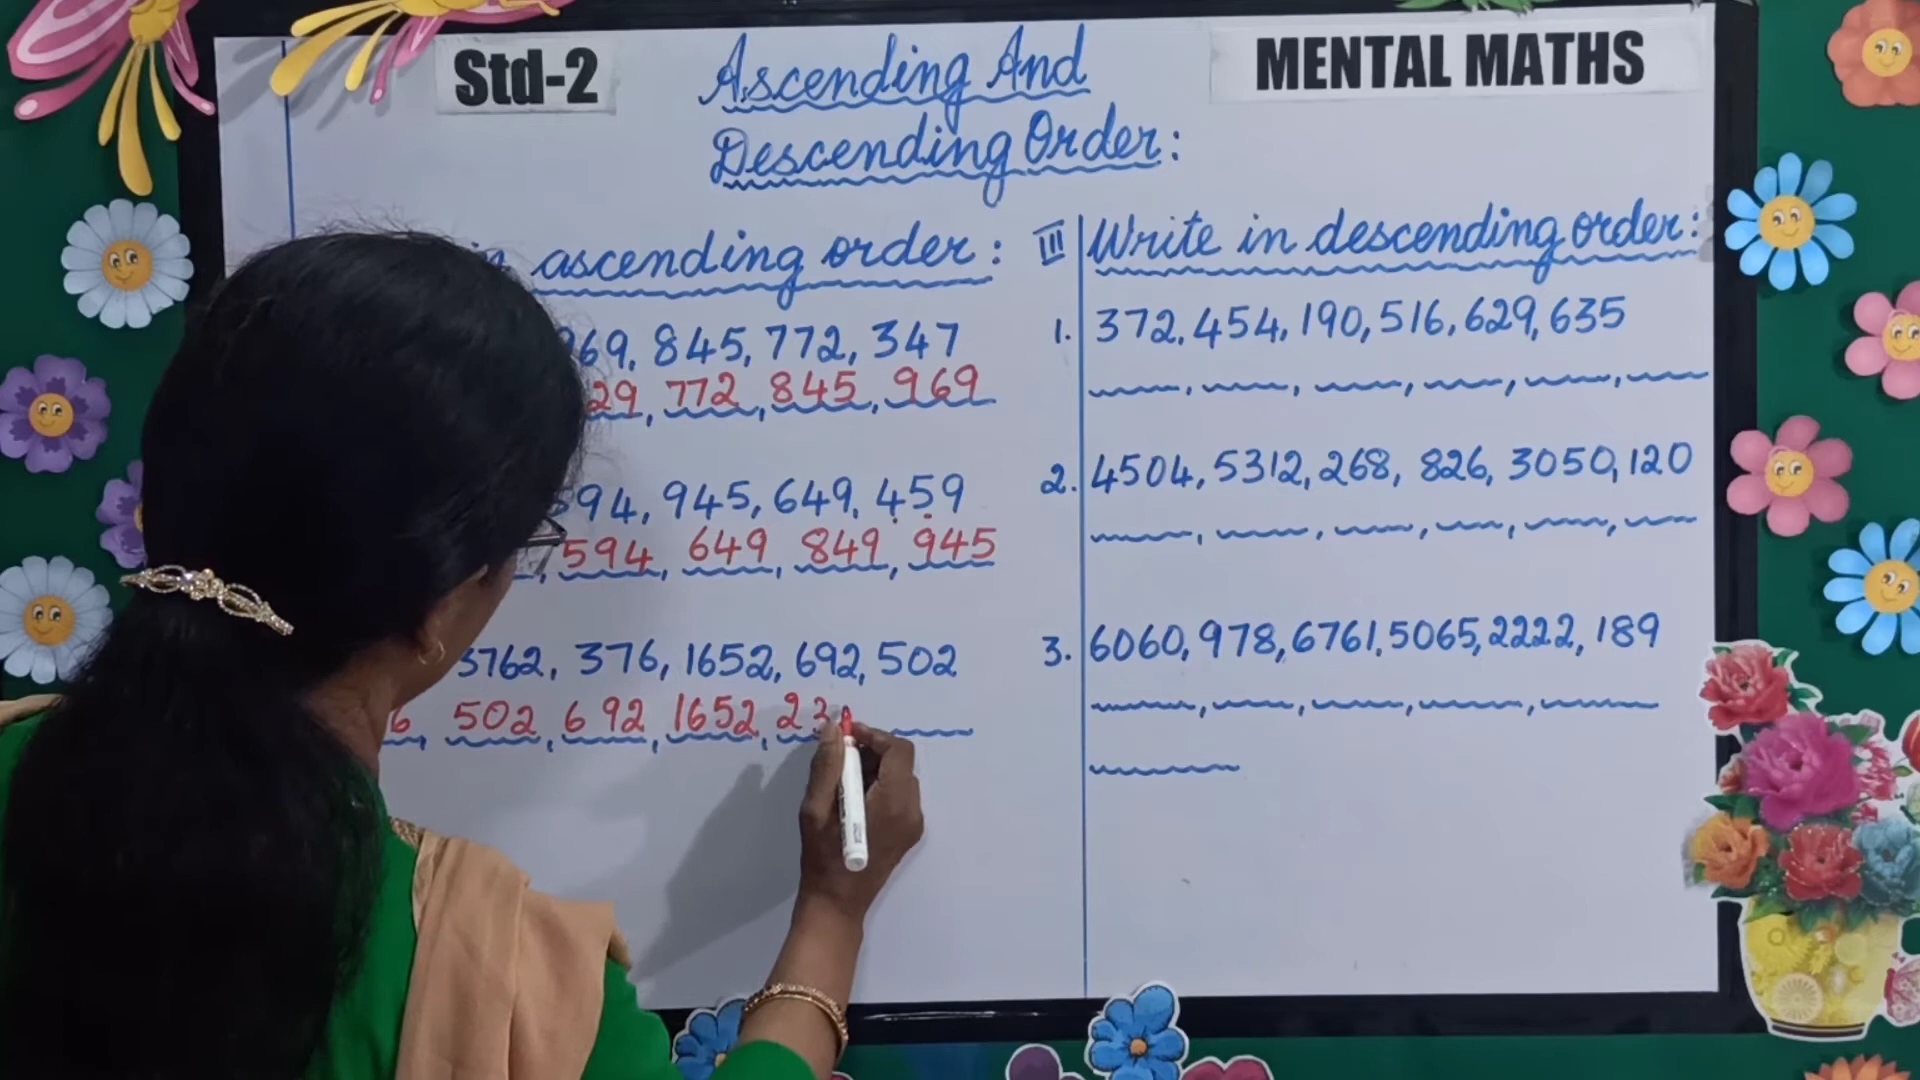 Std-2
Ascending And
Descending Order:
MENTAL MATHS
in ascending order:
969, 845, 772, 347
29, 772, 845, 969
594, 945, 649, 459
594, 649, 849, 945
3762, 376, 1652, 692, 502
6, 502, 692, 1652, 23
III Write in descending order:
1. 372, 454, 190, 516, 629, 635
2. 4504, 5312, 268, 826, 3050, 120
3. 6060, 978, 6761, 5065, 2222, 189